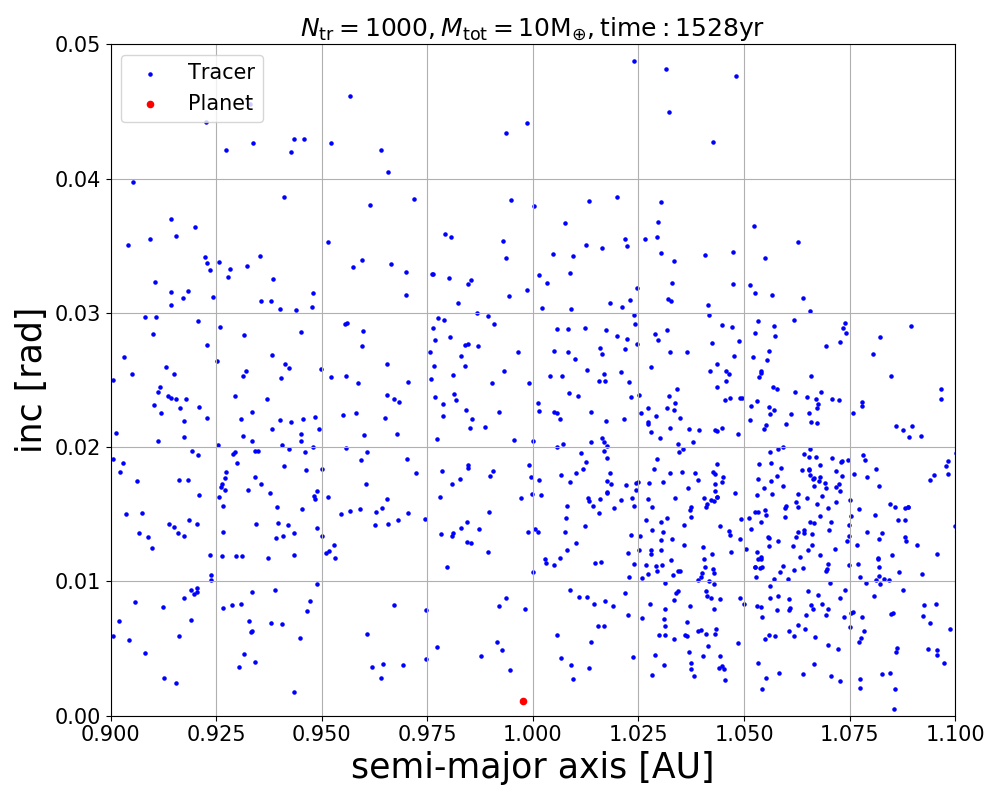 N_tr = 1000, M_tot = 10M_⊕, time : 1528yr
Tracer
Planet
0.05
0.04
0.03
0.02
0.01
0.00
inc [rad]
0.900 0.925 0.950 0.975 1.000 1.025 1.050 1.075 1.100
semi-major axis [AU]